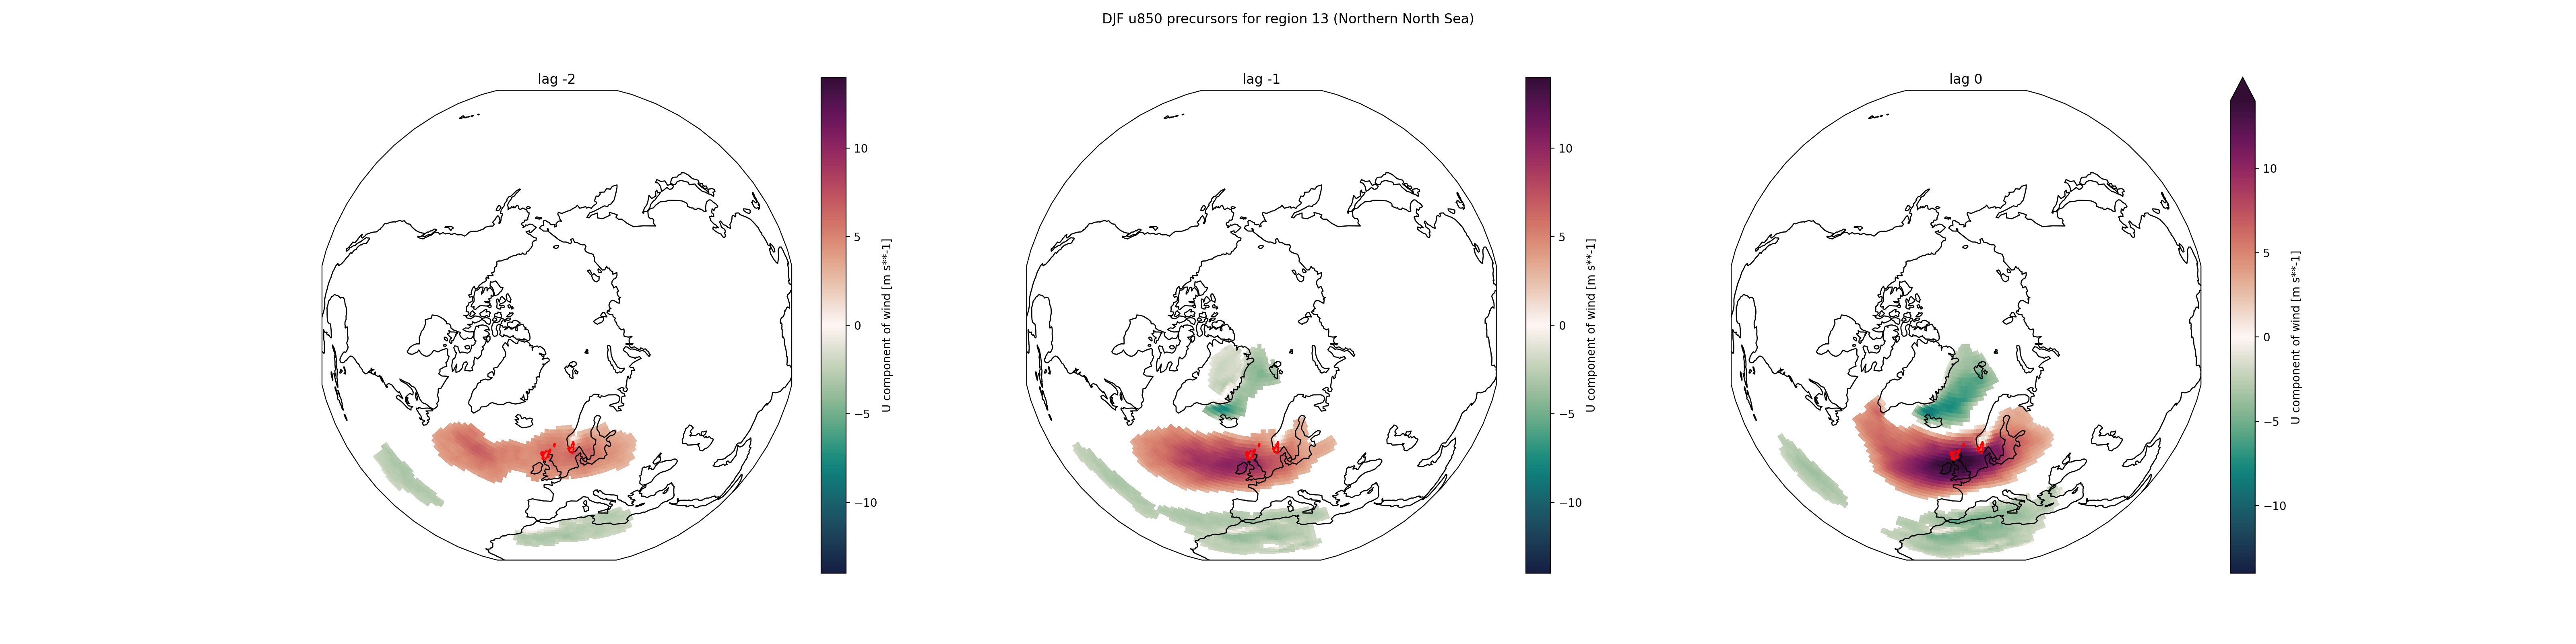 DJF u850 precursors for region 13 (Northern North Sea)
lag -2
10
5
0
−5
−10
U component of wind [m s**-1]
lag -1
10
5
0
−5
−10
U component of wind [m s**-1]
lag 0
10
5
0
−5
−10
U component of wind [m s**-1]